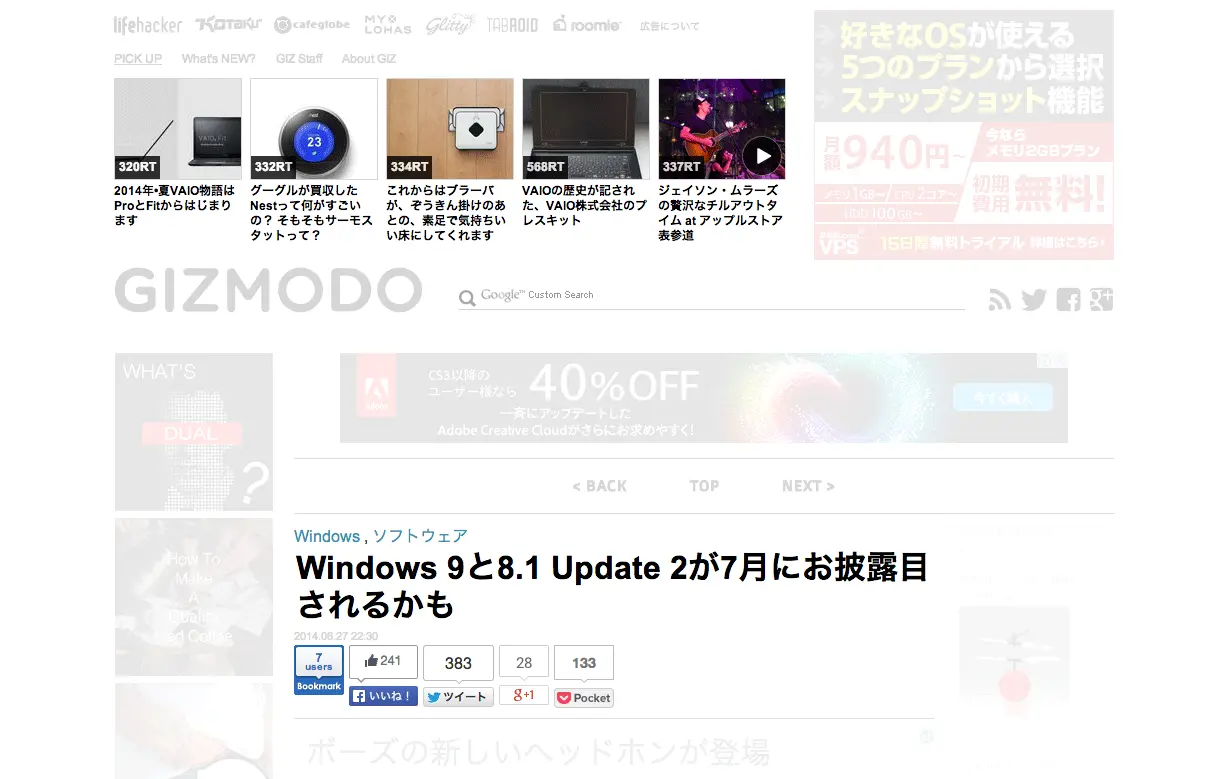 lifehacker KOTAKU cafeglobe MYLOHAS Glitty TABROID roomie 広告について
PICK UP What's NEW? GIZ Staff About GIZ
好きなOSが使える
5つのプランから選択
スナップショット機能
月額940円~
今なら
メモリ2GBプラン
メモリ1GB~/CPU 2コア~
HDD 100GB~
初期費用無料!
VPS 15日間無料トライアル 詳細はこちら
VAIO Fit
320RT
2014年・夏VAIO物語は
ProとFitからはじまり
ます
nest
23
332RT
グーグルが買収した
Nestって何がすご
いの? そもそもサーモス
タットって?
334RT
これからはブラーバ
が、ぞうきん掛けのあ
との、素足で気持ちい
い床にしてくれます
568RT
VAIOの歴史が記され
た、VAIO株式会社のプ
レスキット
337RT
ジェイソン・ムラーズ
の贅沢なチルアウトタ
イム at アップルストア
表参道
GIZMODO
Google™ Custom Search
WHAT'S
DUAL
?
Adobe
CS3以降の
ユーザー様なら
40%OFF
一斉にアップデートした
Adobe Creative Cloudがさらにお求めやすく!
今すぐ購入
< BACK TOP NEXT >
How To
Make
A
Quality
Iced Coffee
Windows , ソフトウェア
Windows 9と8.1 Update 2が7月にお披露目
されるかも
2014.06.27 22:30
7
users
Bookmark
241
いいね!
383
ツイート
28
g+1
133
Pocket
ボーズの新しいヘッドホンが登場